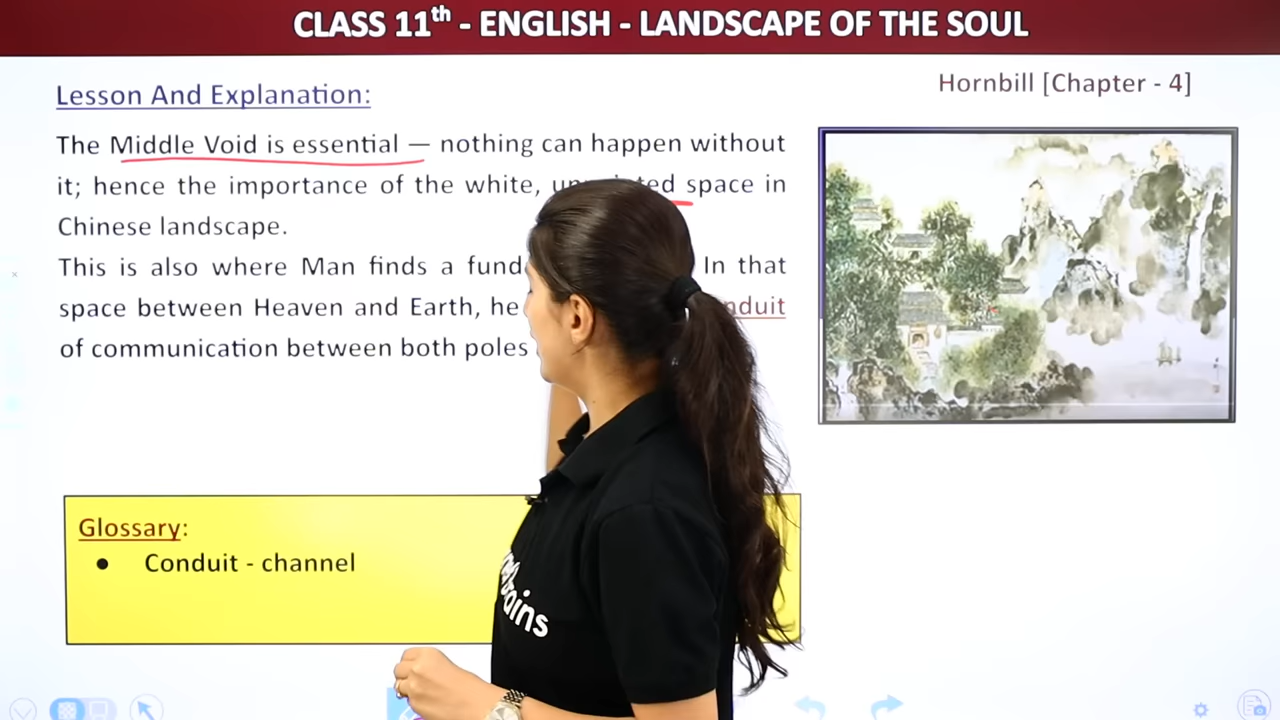 CLASS 11th - ENGLISH - LANDSCAPE OF THE SOUL
Hornbill [Chapter - 4]
Lesson And Explanation:
The Middle Void is essential — nothing can happen without
it; hence the importance of the white, space in
Chinese landscape.
This is also where Man finds a In that
space between Heaven and Earth, he
of communication between both poles
Glossary:
● Conduit - channel